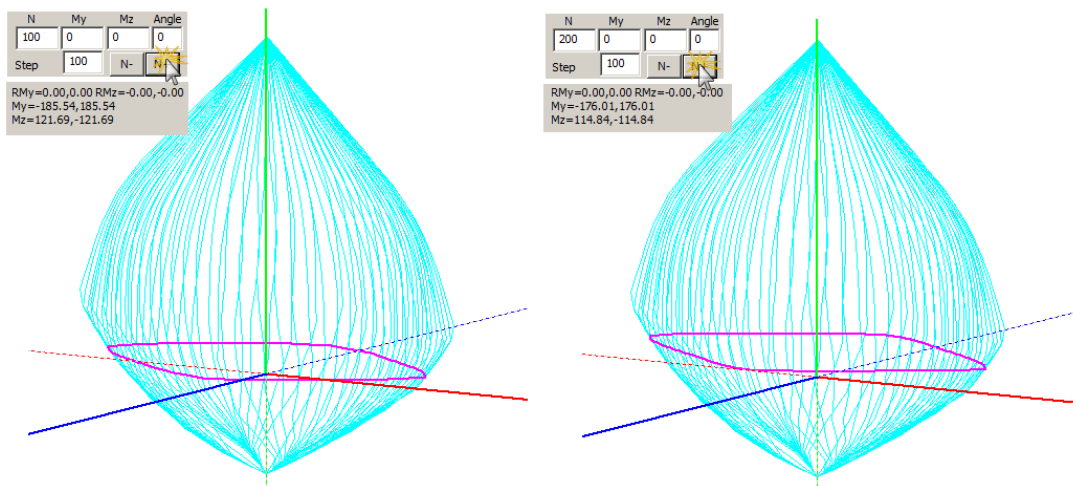 N My Mz Angle
100 0 0 0
Step 100 N-
RMy=0.00,0.00 RMz=-0.00,-0.00
My=-185.54,185.54
Mz=121.69,-121.69
N My Mz Angle
200 0 0 0
Step 100 N-
RMy=0.00,0.00 RMz=-0.00,-0.00
My=-176.01,176.01
Mz=114.84,-114.84